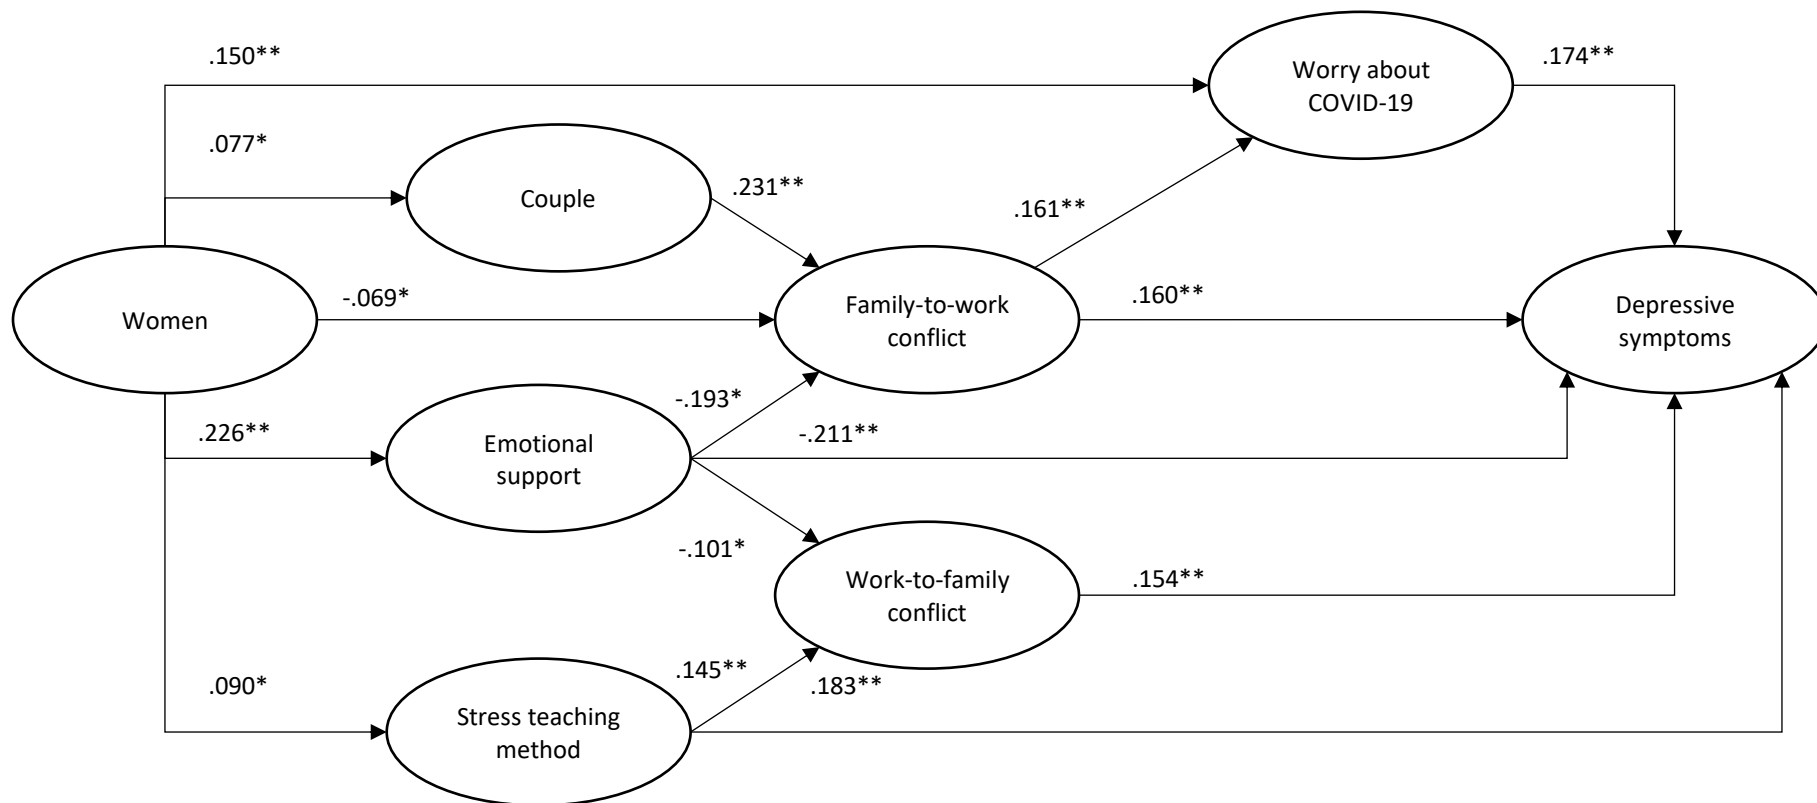 .150**
Worry about
COVID-19
.174**
.077*
Couple
.231**
.161**
Women
-.069*
Family-to-work
conflict
.160**
Depressive
symptoms
.226**
Emotional
support
-.193*
-.211**
-.101*
Work-to-family
conflict
.154**
.090*
Stress teaching
method
.145**
.183**